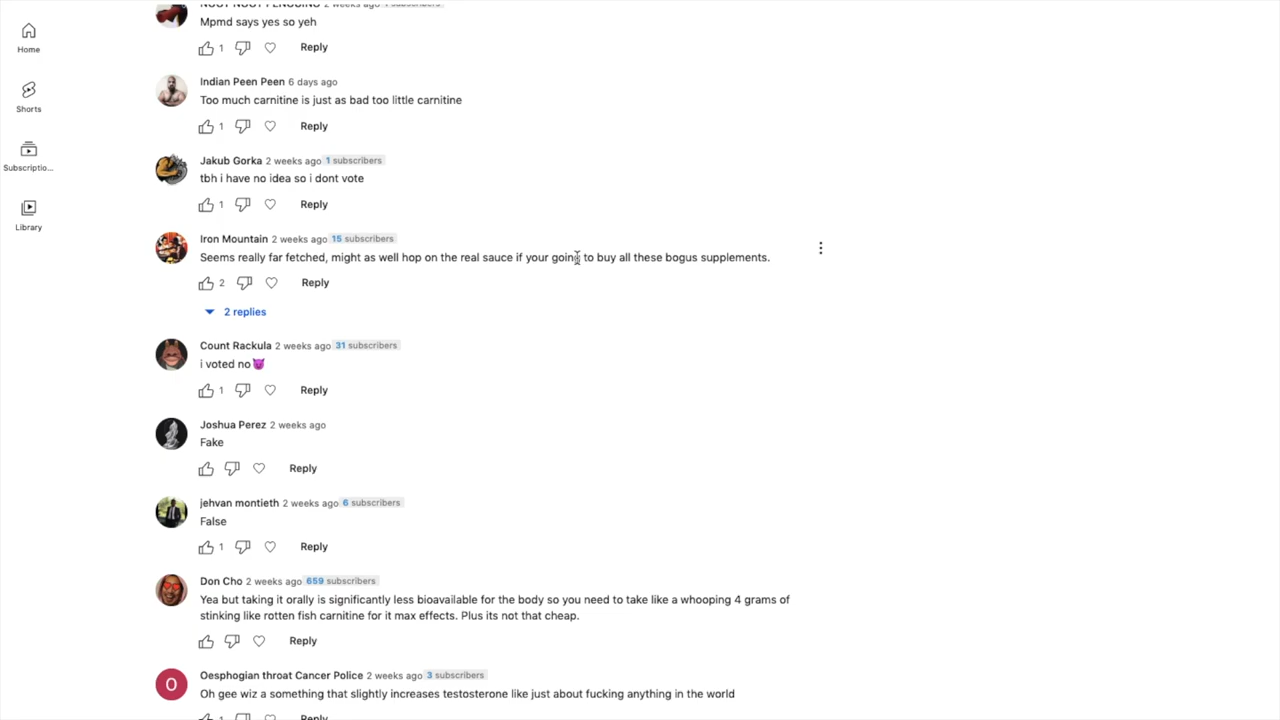 2 weeks ago
Mpmd says yes so yeh
1
Reply
Home
Indian Peen Peen 6 days ago
Too much carnitine is just as bad too little carnitine
Shorts
1
Reply
Jakub Gorka 2 weeks ago 1 subscribers
Subscriptio...
tbh i have no idea so i dont vote
1
Reply
Library
Iron Mountain 2 weeks ago 15 subscribers
Seems really far fetched, might as well hop on the real sauce if your going to buy all these bogus supplements.
2
Reply
2 replies
Count Rackula 2 weeks ago 31 subscribers
i voted no😈
1
Reply
Joshua Perez 2 weeks ago
Fake
Reply
jehvan montieth 2 weeks ago 6 subscribers
False
1
Reply
Don Cho 2 weeks ago 659 subscribers
Yea but taking it orally is significantly less bioavailable for the body so you need to take like a whooping 4 grams of
stinking like rotten fish carnitine for it max effects. Plus its not that cheap.
Reply
O
Oesphogian throat Cancer Police 2 weeks ago 3 subscribers
Oh gee wiz a something that slightly increases testosterone like just about fucking anything in the world
1
Reply